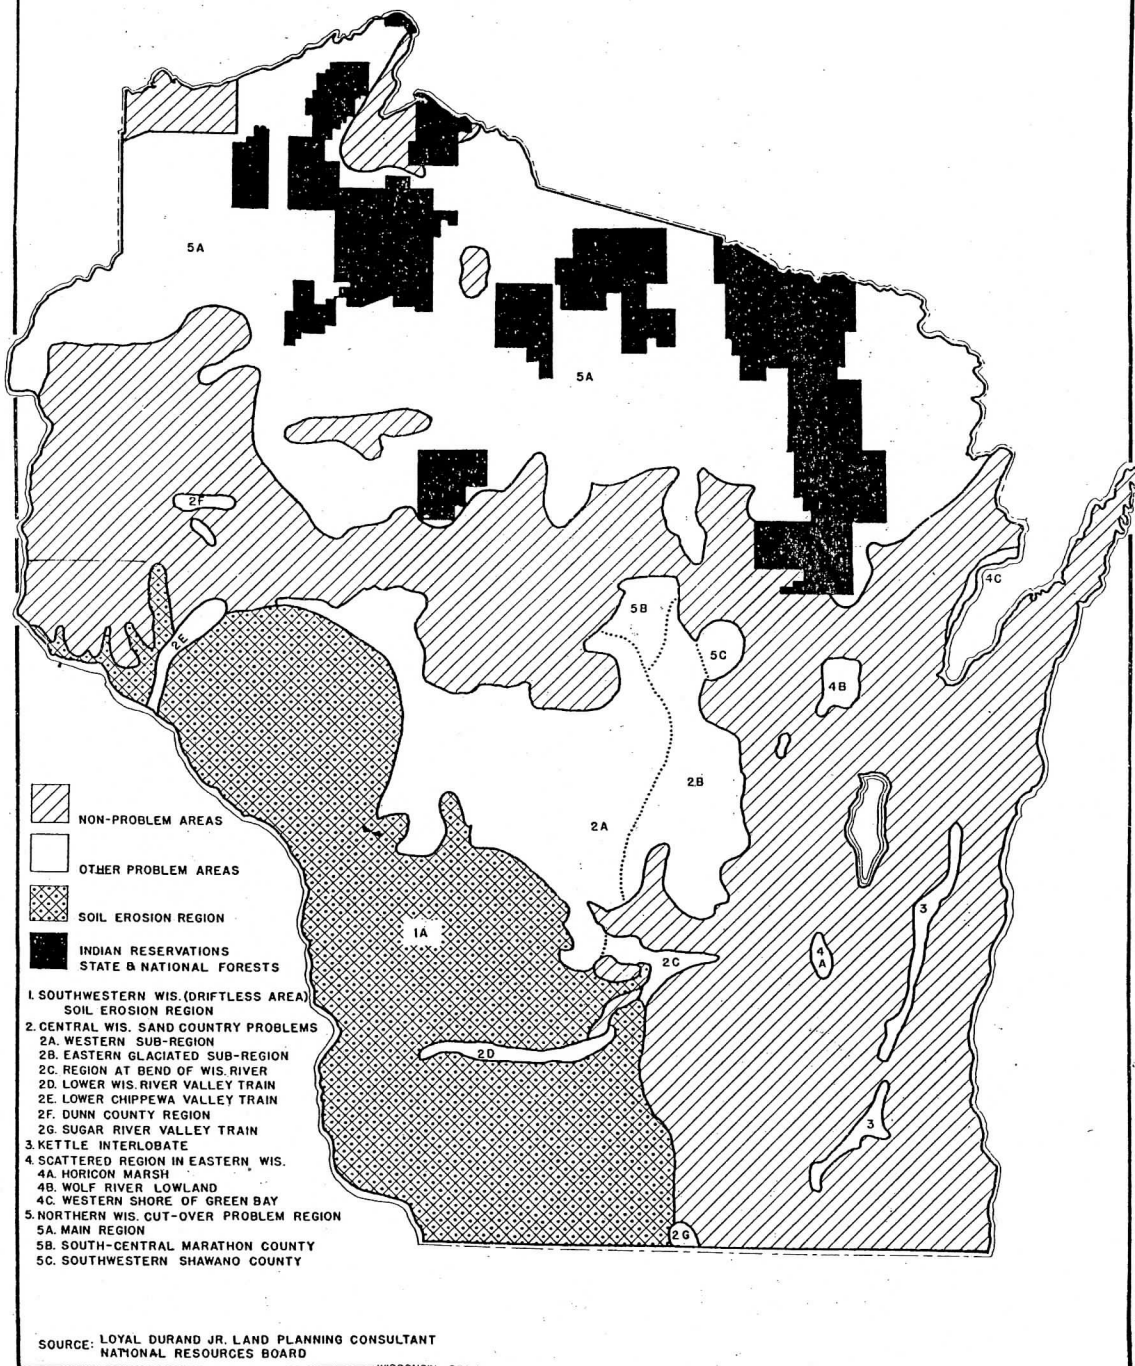 5A
5A
2F
4C
5B
2E
5C
4B
2B
NON-PROBLEM AREAS
2A
OTHER PROBLEM AREAS
SOIL EROSION REGION
1A
3
INDIAN RESERVATIONS
STATE & NATIONAL FORESTS
2C
4
A
1. SOUTHWESTERN WIS. (DRIFTLESS AREA)
SOIL EROSION REGION
2. CENTRAL WIS. SAND COUNTRY PROBLEMS
2A. WESTERN SUB-REGION
2B. EASTERN GLACIATED SUB-REGION
2C. REGION AT BEND OF WIS. RIVER
2D. LOWER WIS. RIVER VALLEY TRAIN
2E. LOWER CHIPPEWA VALLEY TRAIN
2F. DUNN COUNTY REGION
2G. SUGAR RIVER VALLEY TRAIN
3. KETTLE INTERLOBATE
4. SCATTERED REGION IN EASTERN WIS.
4A. HORICON MARSH
4B. WOLF RIVER LOWLAND
4C. WESTERN SHORE OF GREEN BAY
5. NORTHERN WIS. CUT-OVER PROBLEM REGION
5A. MAIN REGION
5B. SOUTH-CENTRAL MARATHON COUNTY
5C. SOUTHWESTERN SHAWANO COUNTY
2D
3
2G
SOURCE: LOYAL DURAND JR. LAND PLANNING CONSULTANT
NATIONAL RESOURCES BOARD